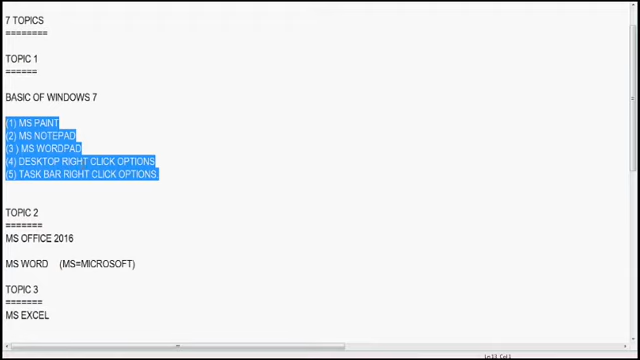 7 TOPICS
========
TOPIC 1
======
BASIC OF WINDOWS 7
(1) MS PAINT
(2) MS NOTEPAD
(3 ) MS WORDPAD
(4) DESKTOP RIGHT CLICK OPTIONS
(5) TASK BAR RIGHT CLICK OPTIONS.
TOPIC 2
=======
MS OFFICE 2016
MS WORD    (MS=MICROSOFT)
TOPIC 3
=======
MS EXCEL